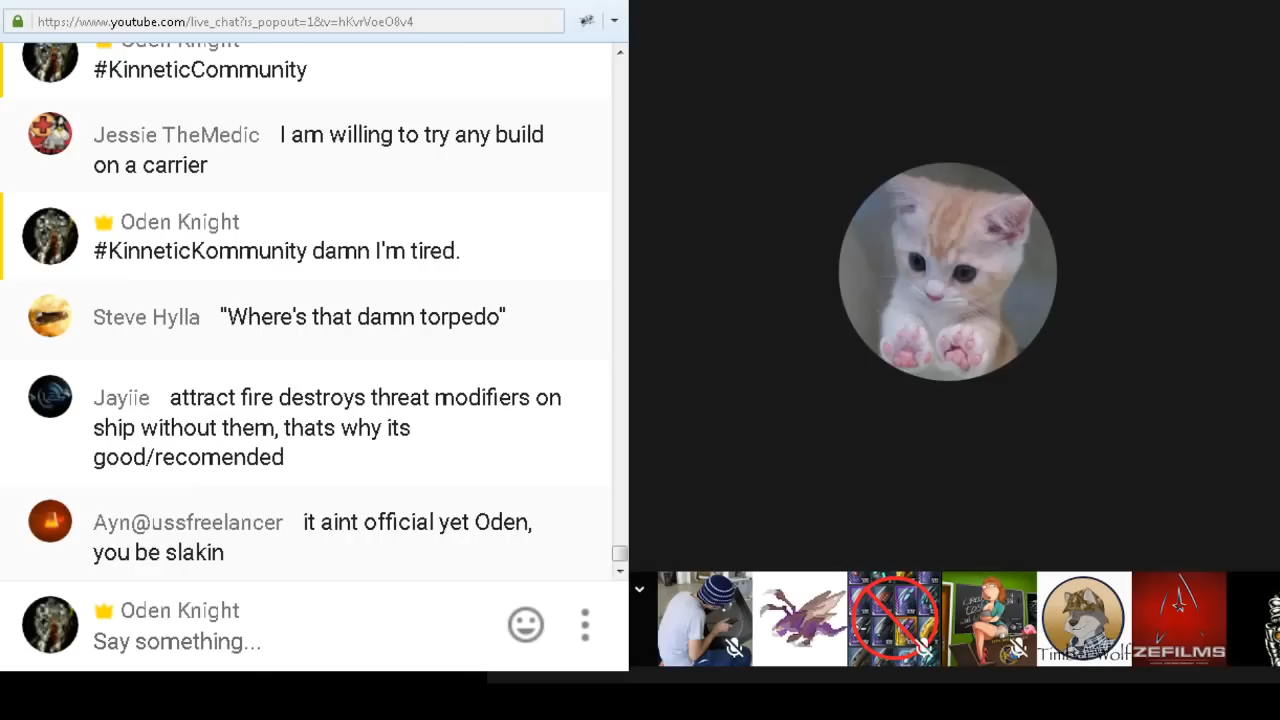 https://www.youtube.com/live_chat?is_popout=1&v=hKvrVoeO8v4
Oden Knight
#KinneticCommunity
Jessie TheMedic I am willing to try any build
on a carrier
Oden Knight
#KinneticKommunity damn I'm tired.
Steve Hylla "Where's that damn torpedo"
Jayiie attract fire destroys threat modifiers on
ship without them, thats why its
good/recomended
Ayn@ussfreelancer it aint official yet Oden,
you be slakin
Oden Knight
Say something...
Timber Wolf
ZEFILMS